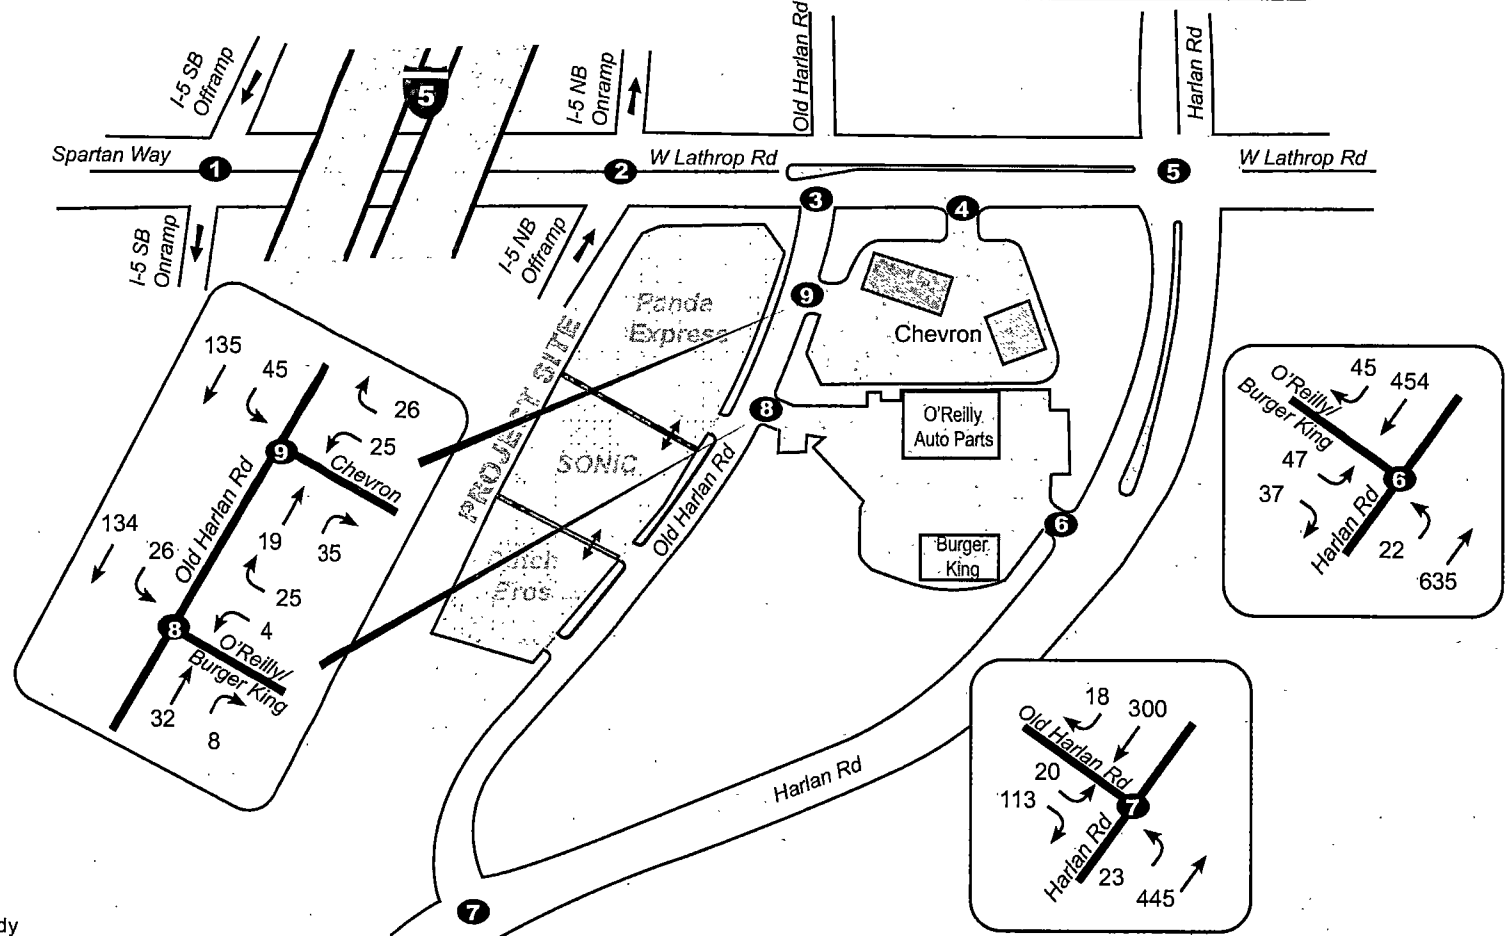 I-5 SB
Offramp
5
I-5 NB
Onramp
Old Harlan Rd
Harlan Rd
Spartan Way
1
2
W Lathrop Rd
5
W Lathrop Rd
3
4
I-5 SB
Onramp
I-5 NB
Offramp
9
Panda
Express
Chevron
PROJECT SITE
8
O'Reilly
Auto Parts
SONIC
Old Harlan Rd
6
Burger
King
Bros
Harlan Rd
7
135
45
26
25
9
Chevron
Old Harlan Rd
19
35
134
26
25
8
4
O'Reilly/
Burger King
32
8
45
454
O'Reilly/
Burger King
47
37
6
Harlan Rd
22
635
18
300
Old Harlan Rd
20
113
7
Harlan Rd
23
445
dy